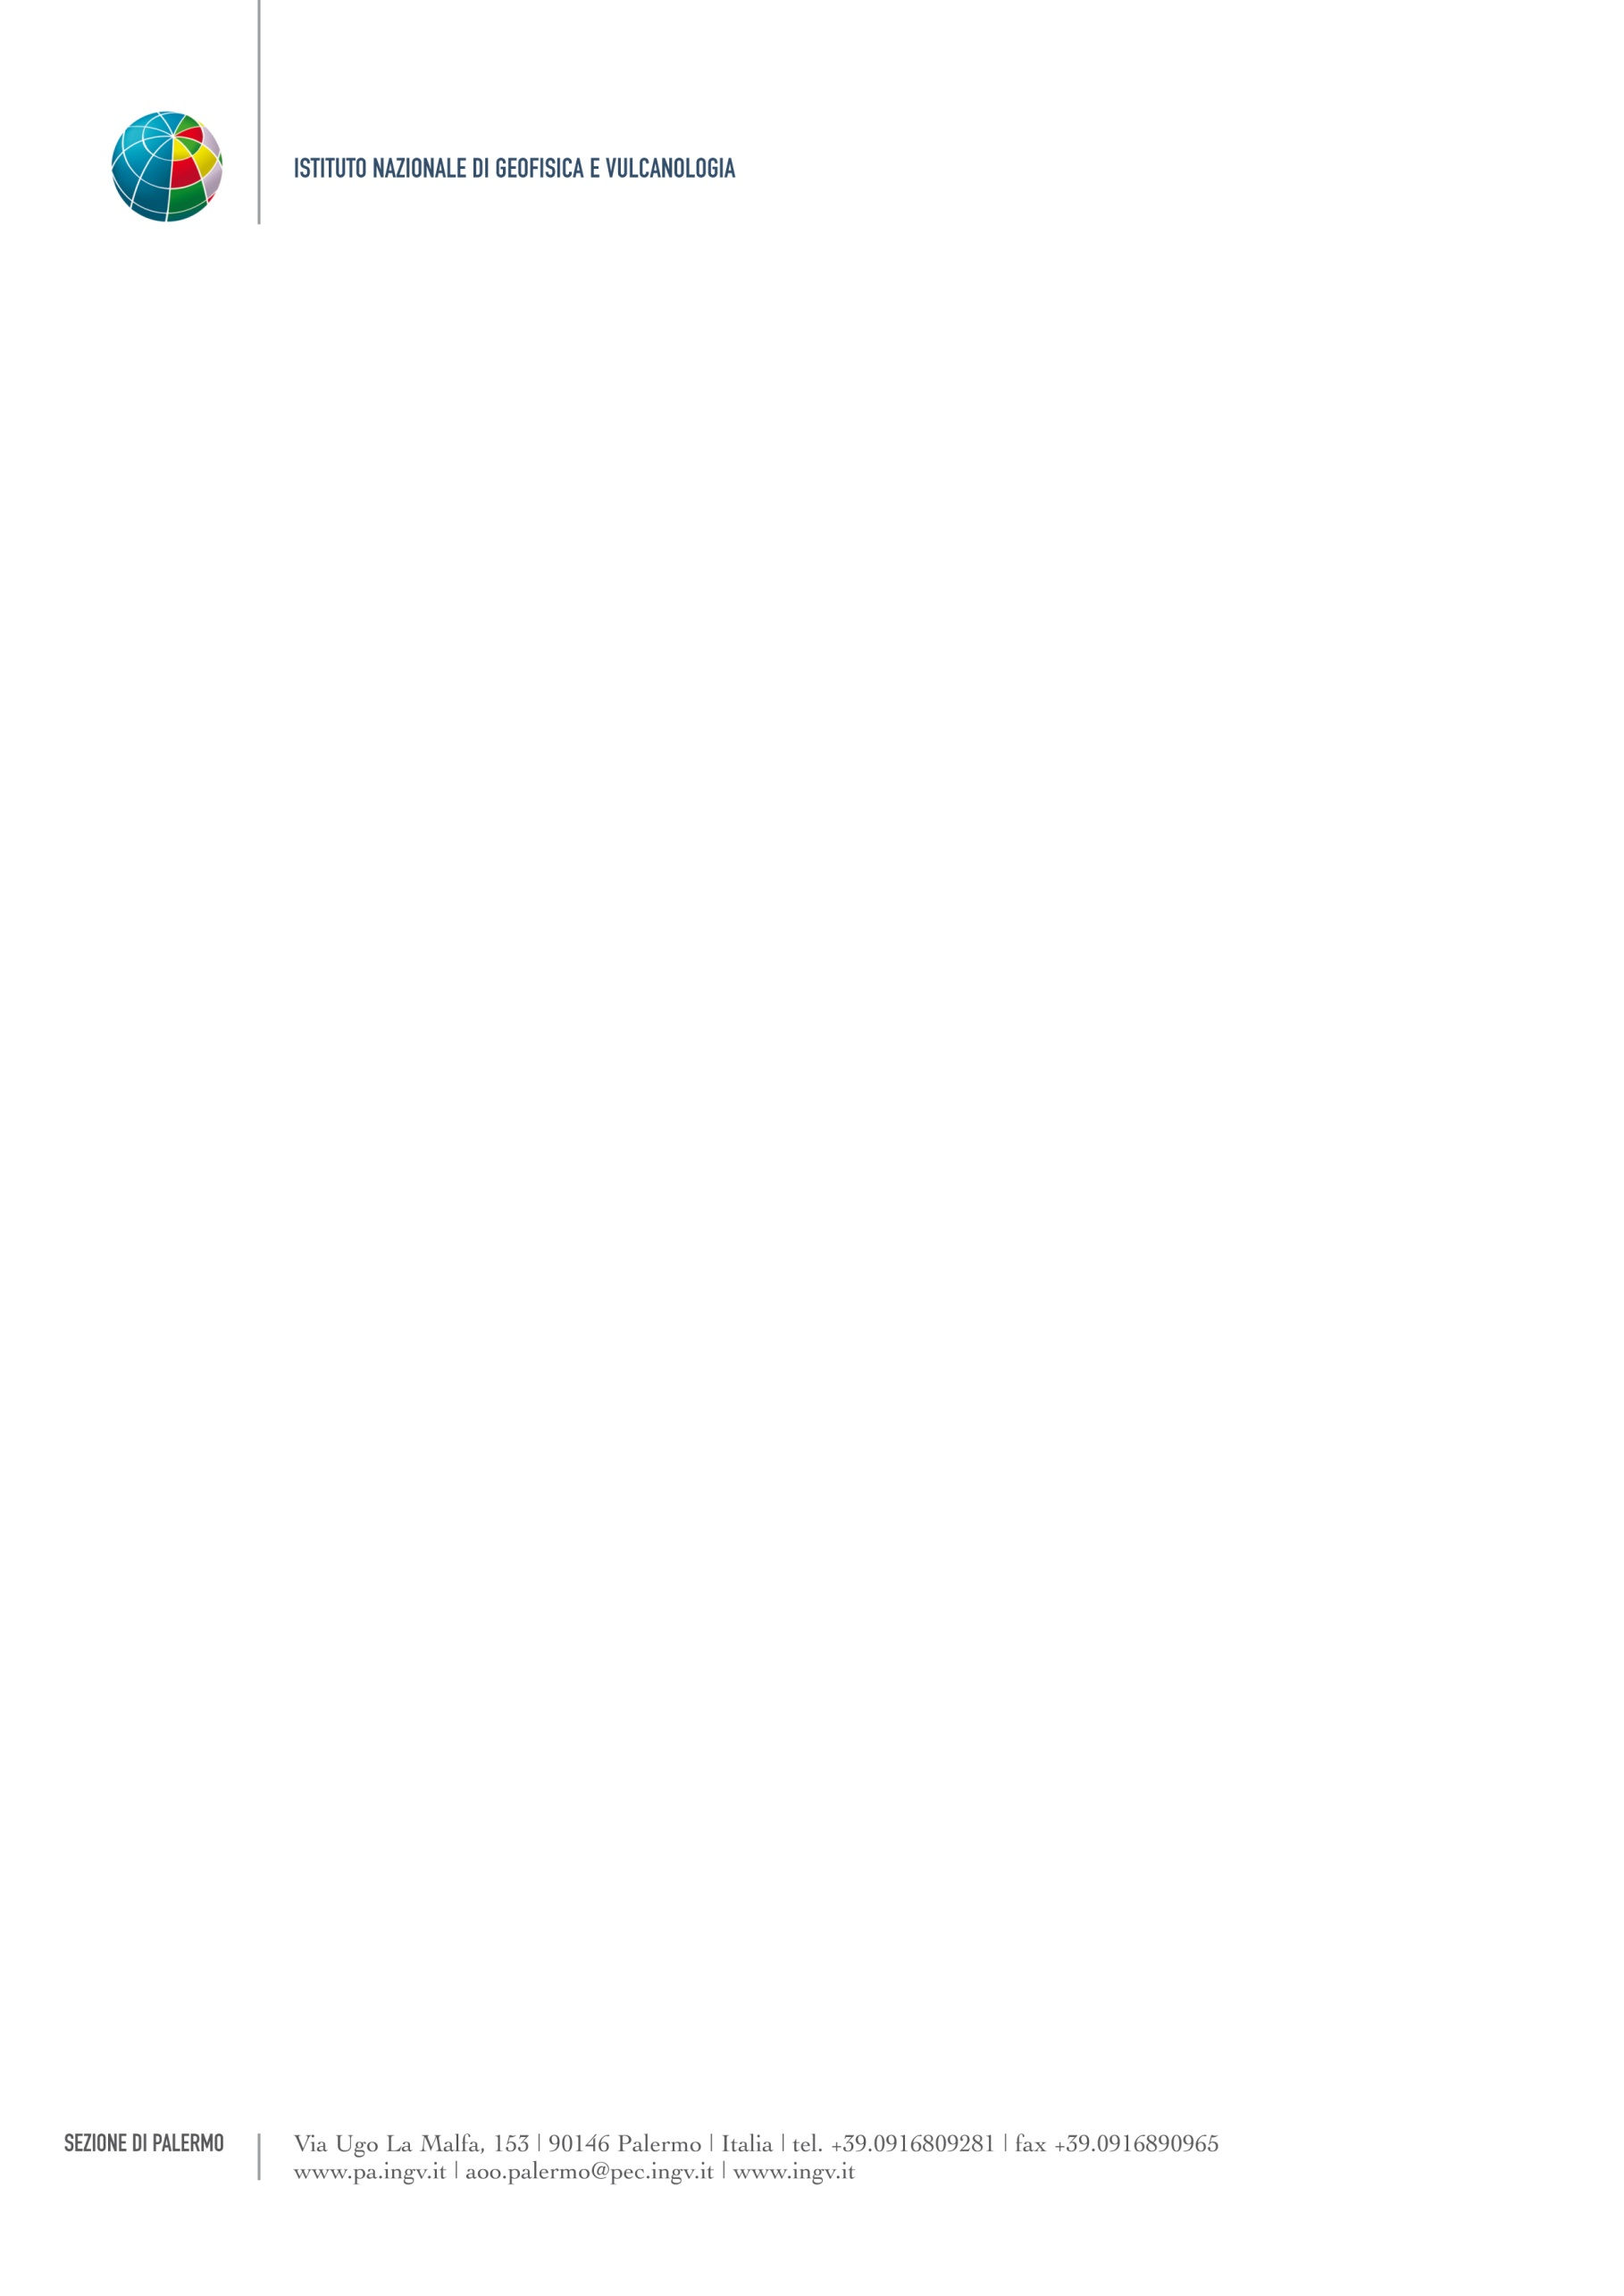 ISTITUTO NAZIONALE DI GEOFISICA E VULCANOLOGIA
SEZIONE DI PALERMO
Via Ugo La Malfa, 153 | 90146 Palermo | Italia | tel. +39.0916809281 | fax +39.0916890965
www.pa.ingv.it | aoo.palermo@pec.ingv.it | www.ingv.it